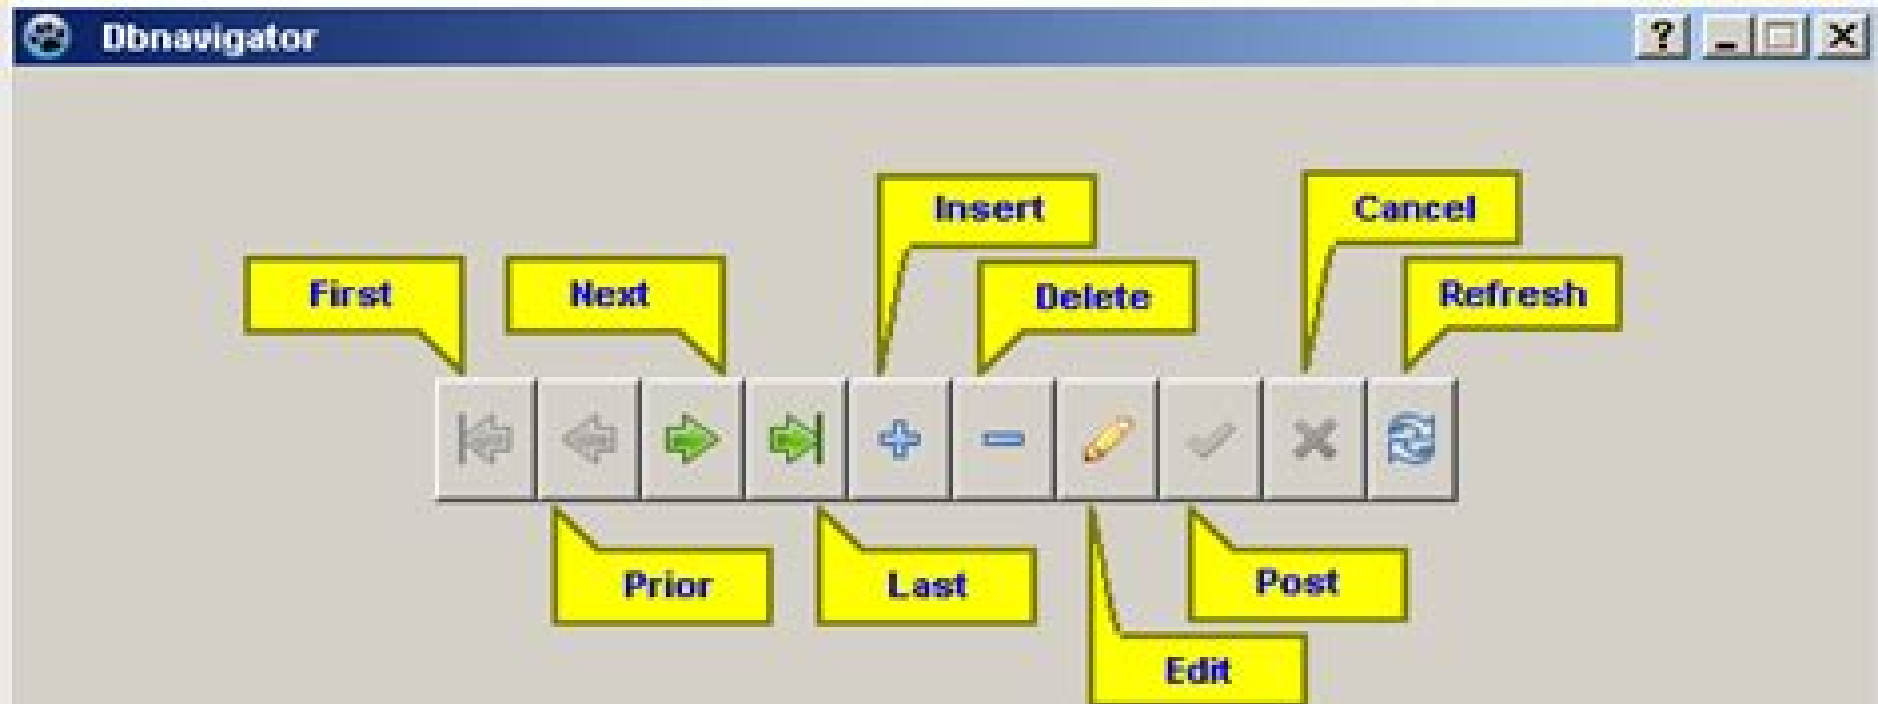 Dbnavigator
Insert
Cancel
First
Next
Delete
Refresh
Prior
Last
Post
Edit